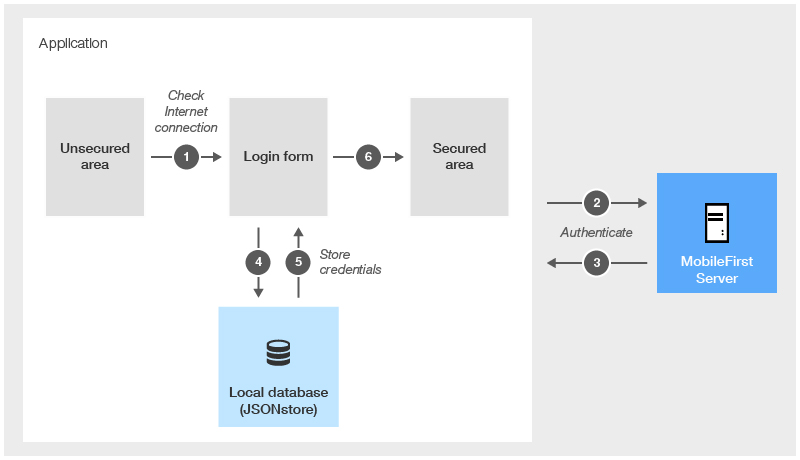 Application
Check
Internet
connection
Unsecured
area
1
Login form
6
Secured
area
2
Authenticate
3
MobileFirst
Server
4
5
Store
credentials
Local database
(JSONstore)